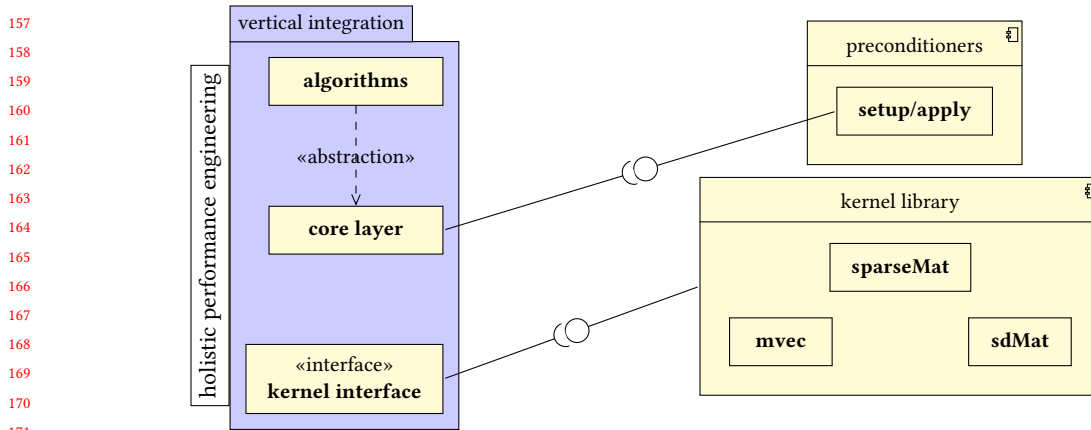 157
158
159
160
161
162
163
164
165
166
167
168
169
170
171
holistic performance engineering
vertical integration
algorithms
«abstraction»
core layer
«interface»
kernel interface
preconditioners
setup/apply
kernel library
sparseMat
mvec
sdMat